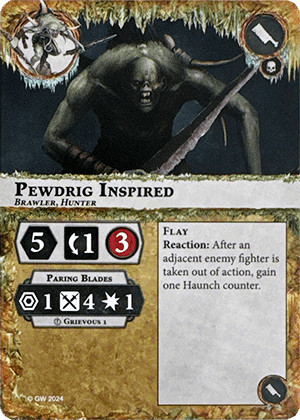 PEWDRIG INSPIRED
BRAWLER, HUNTER
5 1 3
PARING BLADES
1 4 1
GRIEVOUS 1
FLAY
Reaction: After an
adjacent enemy fighter is
taken out of action, gain
one Haunch counter.
© GW 2024